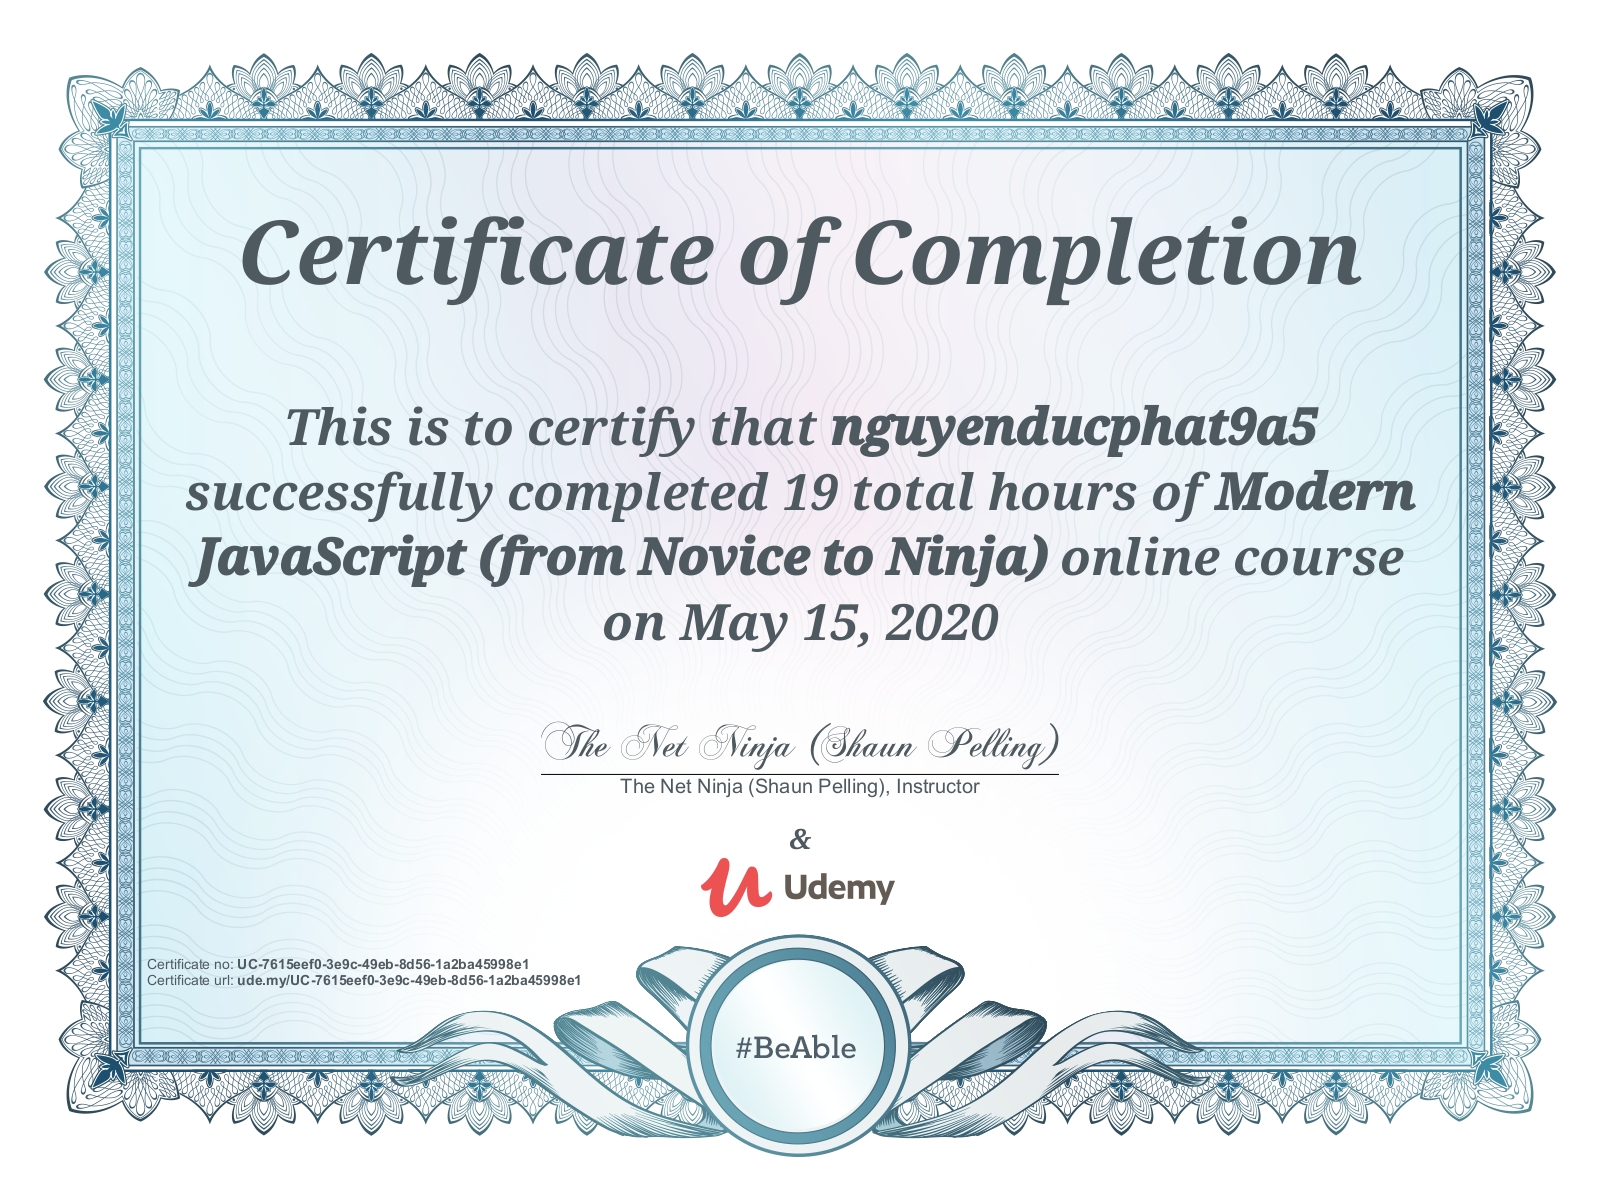 Certificate of Completion
This is to certify that nguyenducphat9a5
successfully completed 19 total hours of Modern
JavaScript (from Novice to Ninja) online course
on May 15, 2020
The Net Ninja (Shaun Pelling)
The Net Ninja (Shaun Pelling), Instructor
&
Udemy
Certificate no: UC-7615eef0-3e9c-49eb-8d56-1a2ba45998e1
Certificate url: ude.my/UC-7615eef0-3e9c-49eb-8d56-1a2ba45998e1
#BeAble